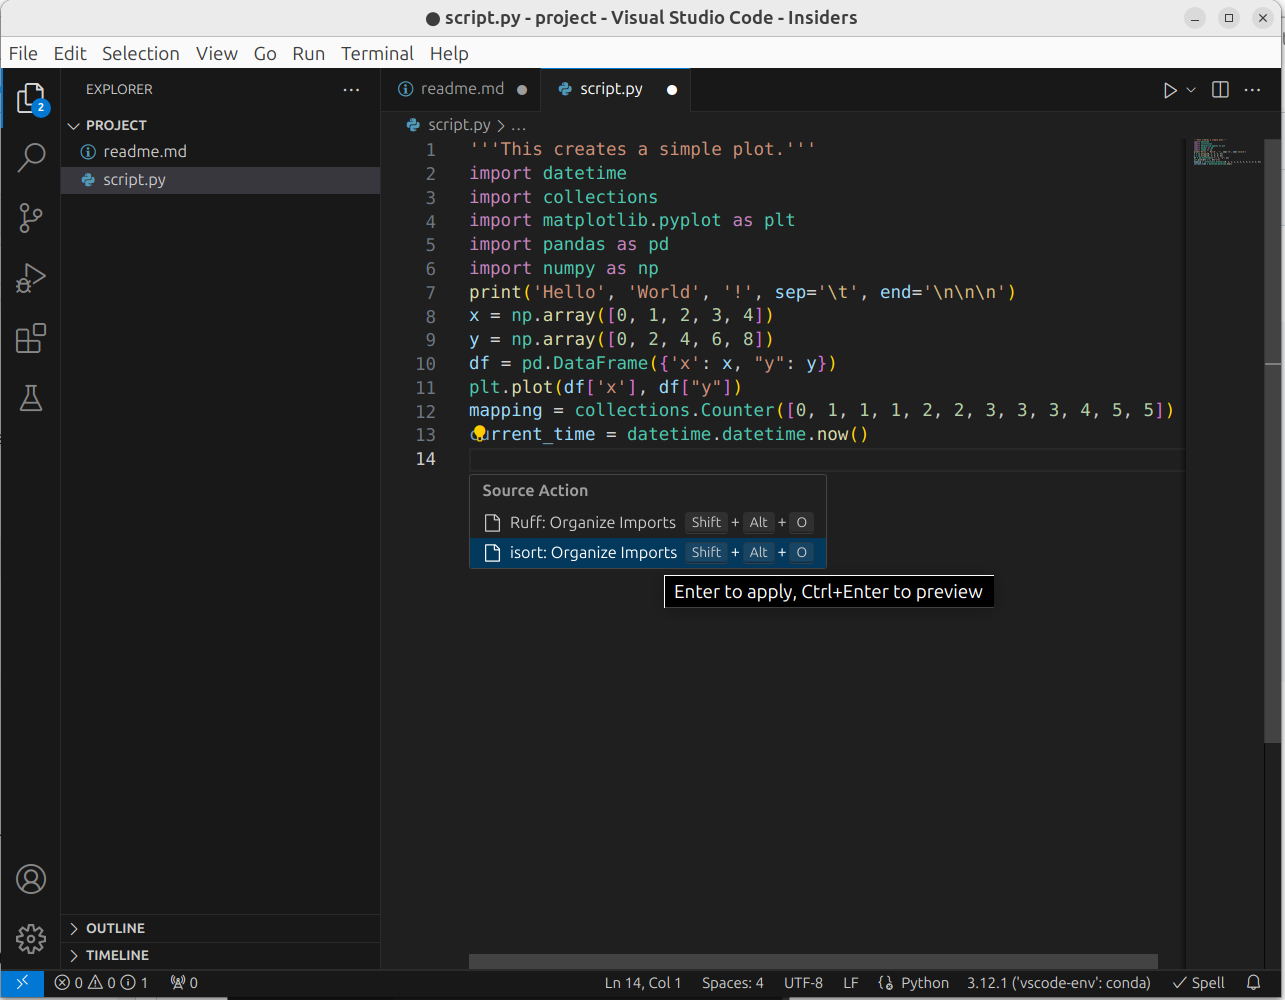 script.py - project - Visual Studio Code - Insiders
File Edit Selection View Go Run Terminal Help
2
EXPLORER
PROJECT
readme.md
script.py
OUTLINE
TIMELINE
readme.md
script.py
script.py > ...
1 '''This creates a simple plot.'''
2 import datetime
3 import collections
4 import matplotlib.pyplot as plt
5 import pandas as pd
6 import numpy as np
7 print('Hello', 'World', '!', sep='\t', end='\n\n\n')
8 x = np.array([0, 1, 2, 3, 4])
9 y = np.array([0, 2, 4, 6, 8])
10 df = pd.DataFrame({'x': x, "y": y})
11 plt.plot(df['x'], df["y"])
12 mapping = collections.Counter([0, 1, 1, 1, 2, 2, 3, 3, 3, 4, 5, 5])
13 current_time = datetime.datetime.now()
14
Source Action
Ruff: Organize Imports Shift + Alt + O
isort: Organize Imports Shift + Alt + O
Enter to apply, Ctrl+Enter to preview
0 0 1 0 Ln 14, Col 1 Spaces: 4 UTF-8 LF Python 3.12.1 ('vscode-env': conda) Spell